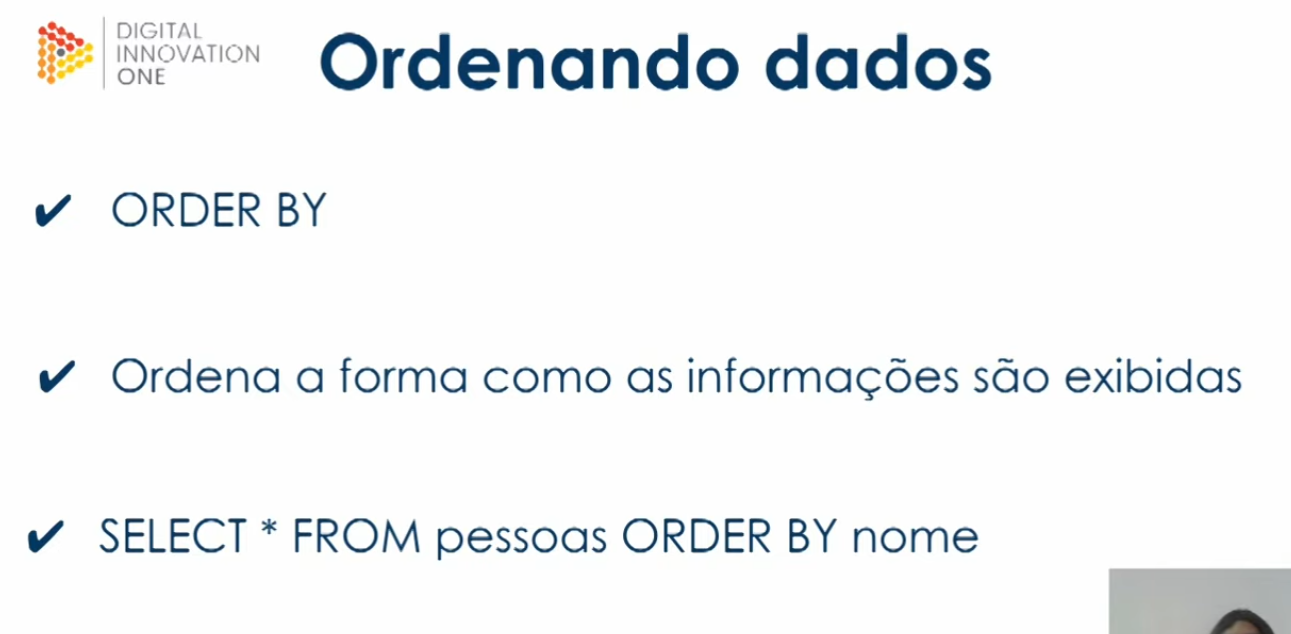 DIGITAL
INNOVATION
ONE
Ordenando dados
✔ ORDER BY
✔ Ordena a forma como as informações são exibidas
✔ SELECT * FROM pessoas ORDER BY nome